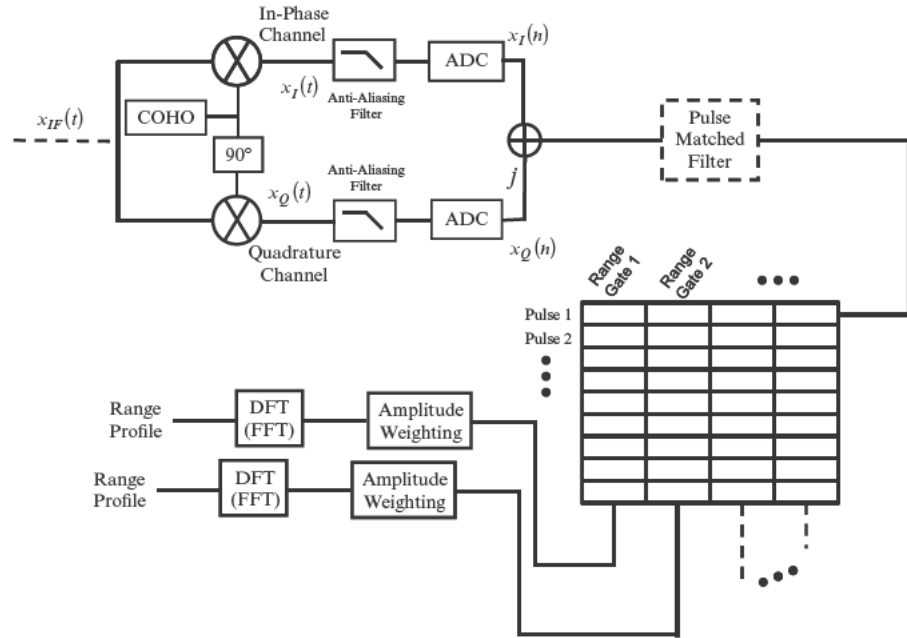 In-Phase
Channel
x_I(n)
ADC
x_I(t)
Anti-Aliasing
Filter
x_IF(t)
COHO
90°
Pulse
Matched
Filter
x_Q(t)
Anti-Aliasing
Filter
j
ADC
Quadrature
Channel
x_Q(n)
Range
Gate 1
Range
Gate 2
Pulse 1
Pulse 2
Range
Profile
DFT
(FFT)
Amplitude
Weighting
Range
Profile
DFT
(FFT)
Amplitude
Weighting